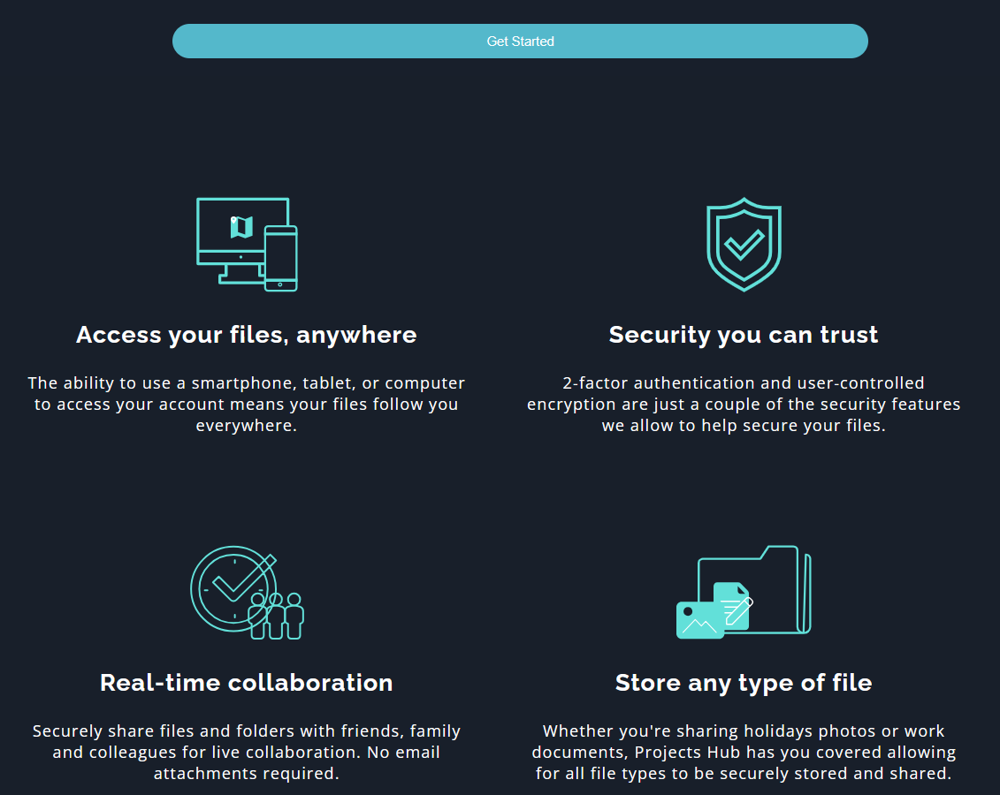 Get Started
Access your files, anywhere
The ability to use a smartphone, tablet, or computer
to access your account means your files follow you
everywhere.
Security you can trust
2-factor authentication and user-controlled
encryption are just a couple of the security features
we allow to help secure your files.
Real-time collaboration
Securely share files and folders with friends, family
and colleagues for live collaboration. No email
attachments required.
Store any type of file
Whether you're sharing holidays photos or work
documents, Projects Hub has you covered allowing
for all file types to be securely stored and shared.